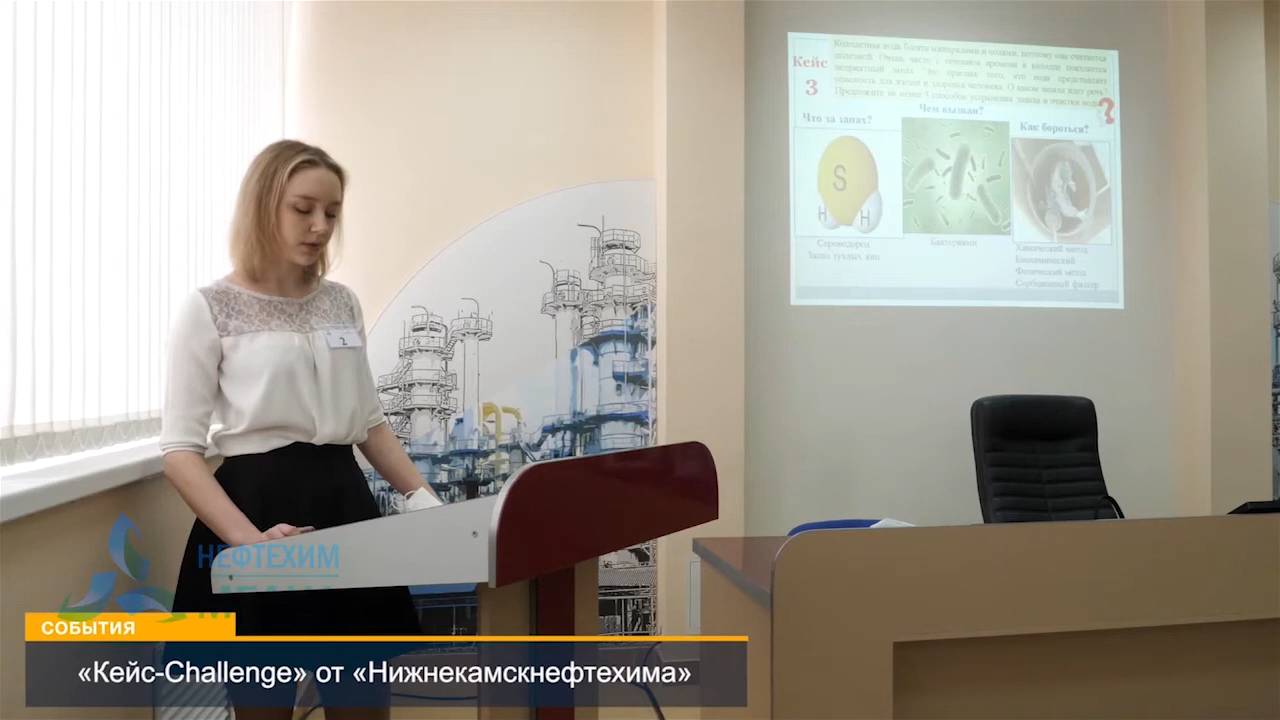 Колодезная вода богата минералами и солями, поэтому она считается
полезной. Очень часто с течением времени в колодце появляется
неприятный запах. Это признак того, что вода представляет
опасность для жизни и здоровья человека. О каком запахе идет речь?
Предложите не менее 3 способов устранения запаха и очистки воды.
Кейс
3
?
Что за запах?
Чем вызван?
Как бороться?
S
H
H
Сероводород
Запах тухлых яиц
Бактериями
Химический метод
Биохимический
Физический метод
Сорбционный фильтр
2
НЕФТЕХИМ
СОБЫТИЯ
«Кейс-Challenge» от «Нижнекамскнефтехима»